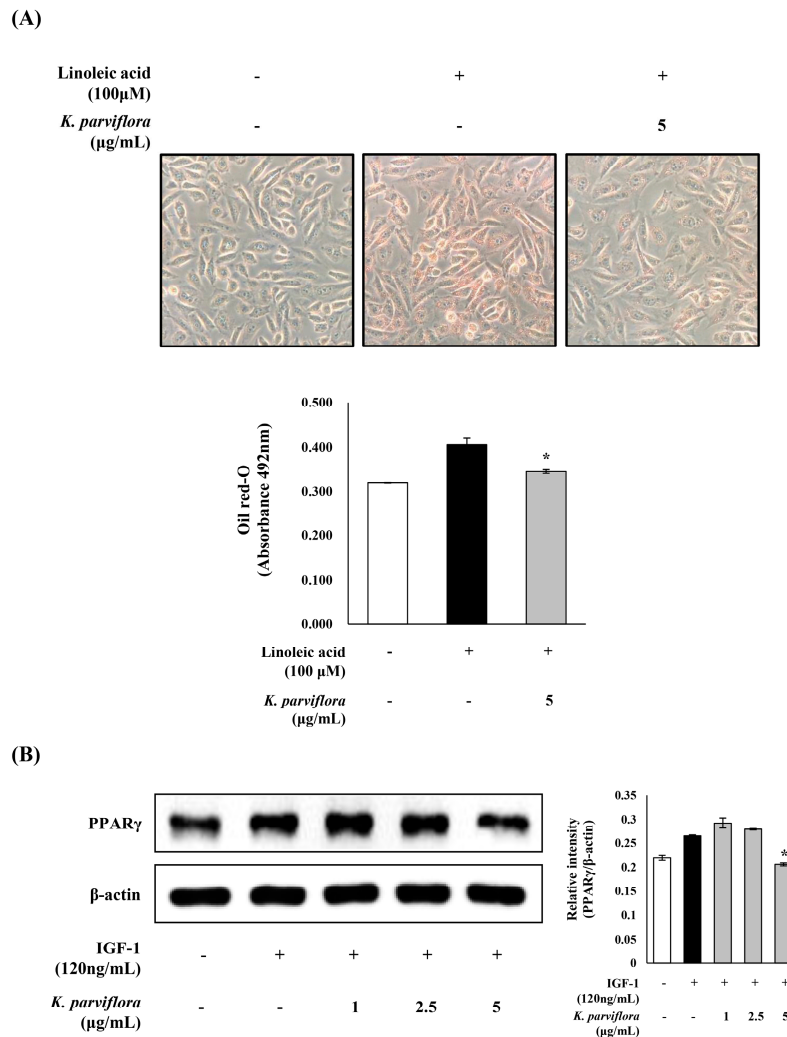 (A)
Linoleic acid - + +
(100µM)
K. parviflora - - 5
(µg/mL)
0.500
0.400
0.300
0.200
0.100
0.000
Oil red-O
(Absorbance 492nm)
*
Linoleic acid - + +
(100 µM)
K. parviflora - - 5
(µg/mL)
(B)
PPARγ
β-actin
IGF-1 - + + + +
(120ng/mL)
K. parviflora - - 1 2.5 5
(µg/mL)
0.35
0.3
0.25
0.2
0.15
0.1
0.05
0
Relative intensity
(PPARγ/β-actin)
*
IGF-1 - + + + +
(120ng/mL)
K. parviflora - - 1 2.5 5
(µg/mL)